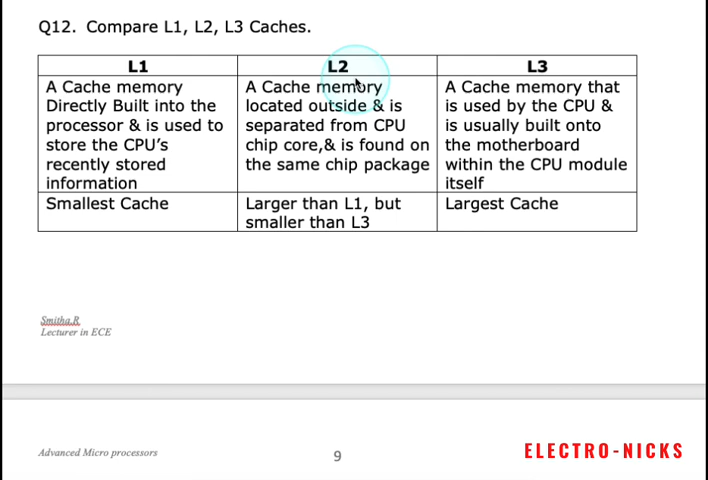 Q12. Compare L1, L2, L3 Caches.
L1
A Cache memory
Directly Built into the
processor & is used to
store the CPU's
recently stored
information
L2
A Cache memory
located outside & is
separated from CPU
chip core,& is found on
the same chip package
L3
A Cache memory that
is used by the CPU &
is usually built onto
the motherboard
within the CPU module
itself
Smallest Cache
Larger than L1, but
smaller than L3
Largest Cache
Smitha.R
Lecturer in ECE
Advanced Micro processors
9
ELECTRO-NICKS